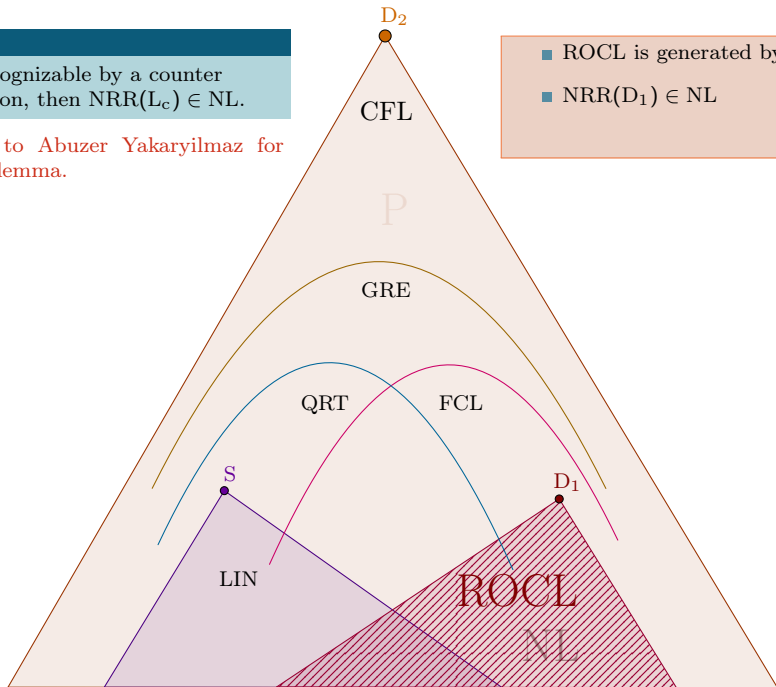 D₂
ognizable by a counter
on, then NRR(L꜀) ∈ NL.
to Abuzer Yakaryilmaz for
lemma.
ROCL is generated by
NRR(D₁) ∈ NL
CFL
P
GRE
QRT FCL
S
D₁
LIN
ROCL
NL